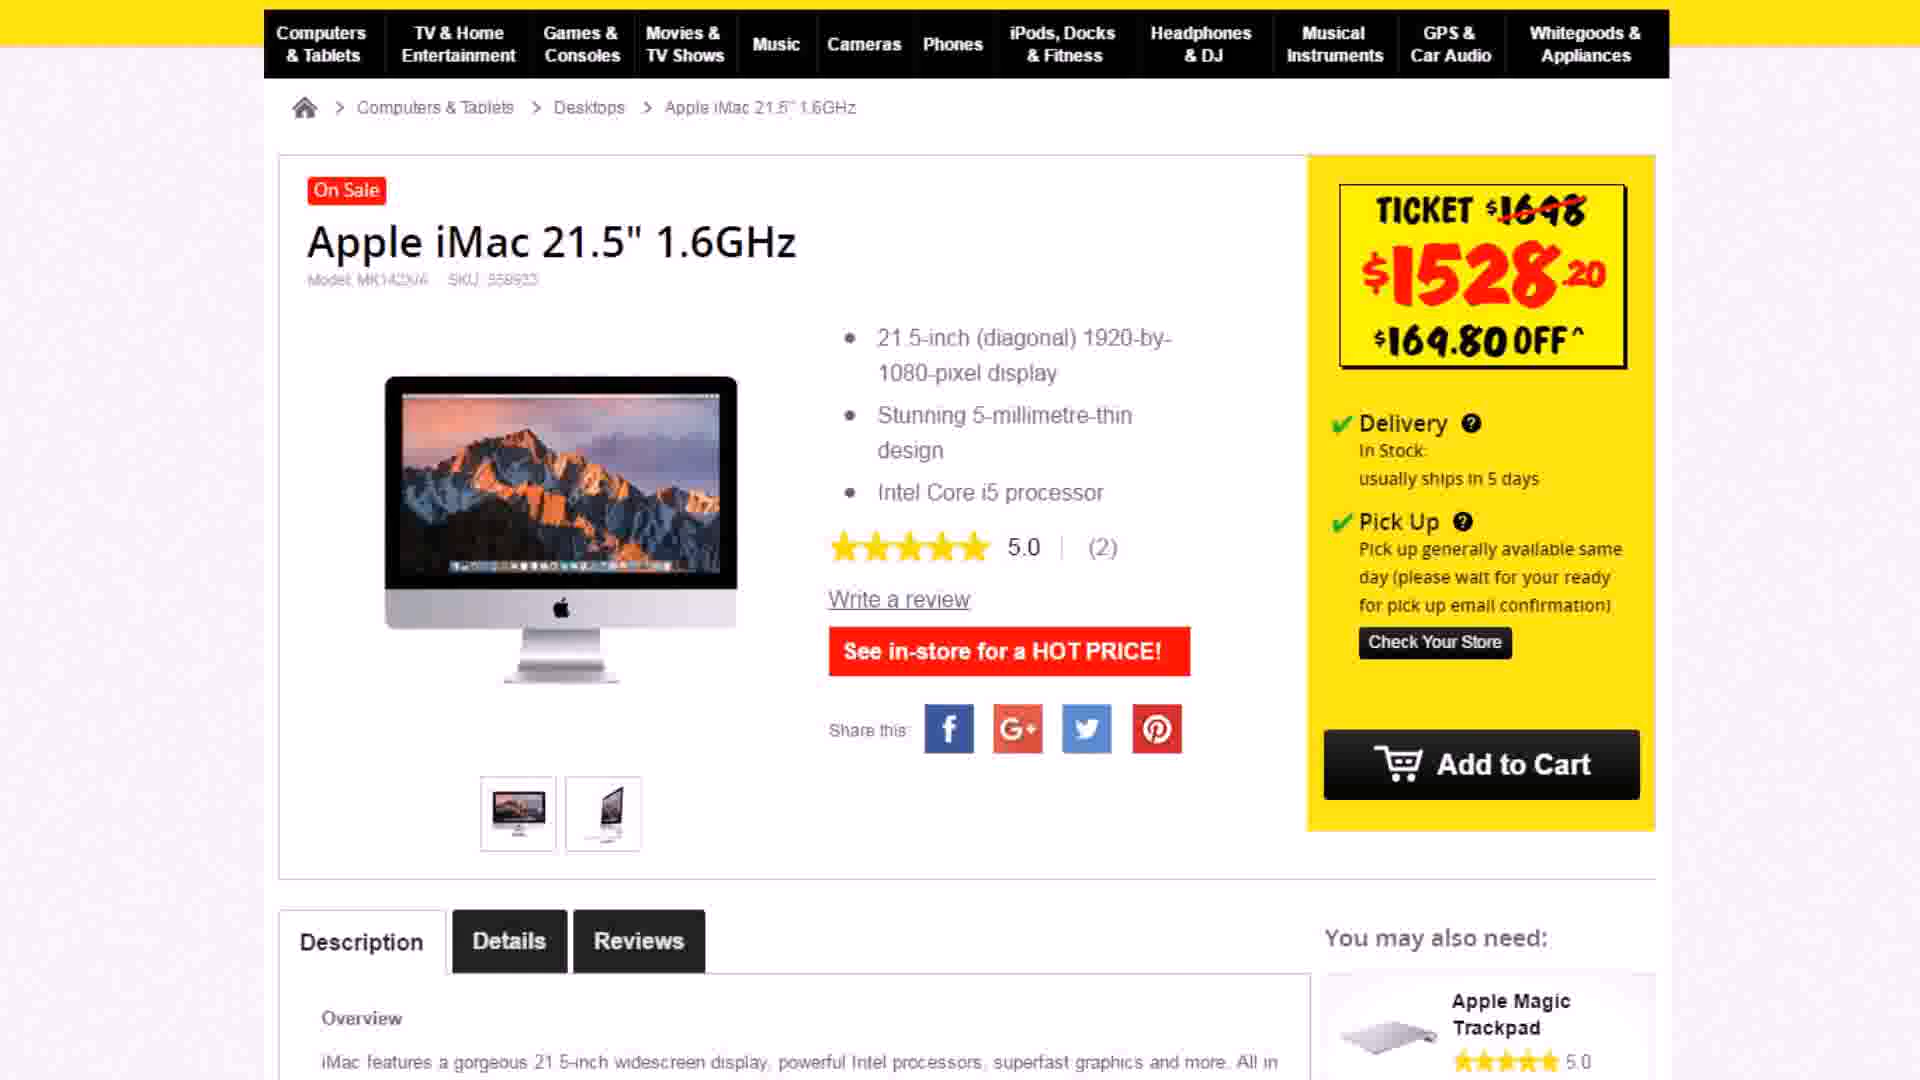 Computers & Tablets
TV & Home Entertainment
Games & Consoles
Movies & TV Shows
Music
Cameras
Phones
iPods, Docks & Fitness
Headphones & DJ
Musical Instruments
GPS & Car Audio
Whitegoods & Appliances
> Computers & Tablets > Desktops > Apple iMac 21.5" 1.6GHz
On Sale
Apple iMac 21.5" 1.6GHz
Model: SKU:
21.5-inch (diagonal) 1920-by-
1080-pixel display
Stunning 5-millimetre-thin
design
Intel Core i5 processor
5.0 (2)
Write a review
See in-store for a HOT PRICE!
Share this:
TICKET $1698
$1528.20
$169.80 OFF^
Delivery
In Stock:
usually ships in 5 days
Pick Up
Pick up generally available same
day (please wait for your ready
for pick up email confirmation)
Check Your Store
Add to Cart
Description
Details
Reviews
Overview
iMac features a gorgeous 21.5-inch widescreen display, powerful Intel processors, superfast graphics and more. All in
You may also need:
Apple Magic
Trackpad
5.0